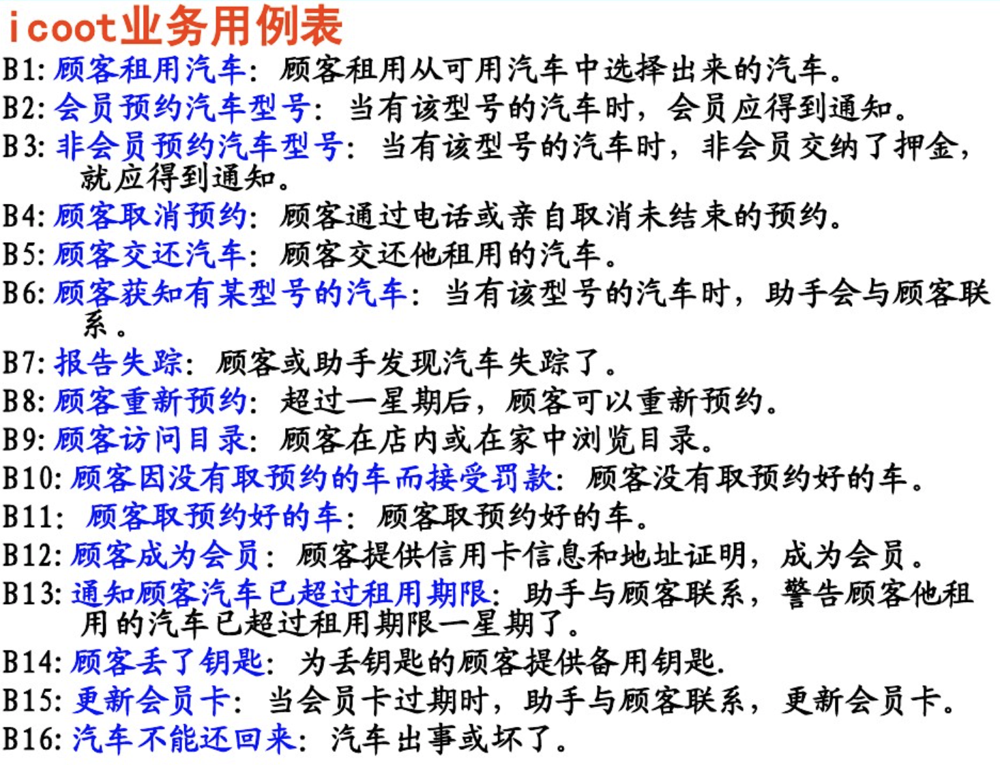 icoot业务用例表
B1: 顾客租用汽车：顾客租用从可用汽车中选择出来的汽车。
B2: 会员预约汽车型号：当有该型号的汽车时，会员应得到通知。
B3: 非会员预约汽车型号：当有该型号的汽车时，非会员交纳了押金，
就应得到通知。
B4: 顾客取消预约：顾客通过电话或亲自取消未结束的预约。
B5: 顾客交还汽车：顾客交还他租用的汽车。
B6: 顾客获知有某型号的汽车：当有该型号的汽车时，助手会与顾客联
系。
B7: 报告失踪：顾客或助手发现汽车失踪了。
B8: 顾客重新预约：超过一星期后，顾客可以重新预约。
B9: 顾客访问目录：顾客在店内或在家中浏览目录。
B10: 顾客因没有取预约的车而接受罚款：顾客没有取预约好的车。
B11: 顾客取预约好的车：顾客取预约好的车。
B12: 顾客成为会员：顾客提供信用卡信息和地址证明，成为会员。
B13: 通知顾客汽车已超过租用期限：助手与顾客联系，警告顾客他租
用的汽车已超过租用期限一星期了。
B14: 顾客丢了钥匙：为丢钥匙的顾客提供备用钥匙.
B15: 更新会员卡：当会员卡过期时，助手与顾客联系，更新会员卡。
B16: 汽车不能还回来：汽车出事或坏了。